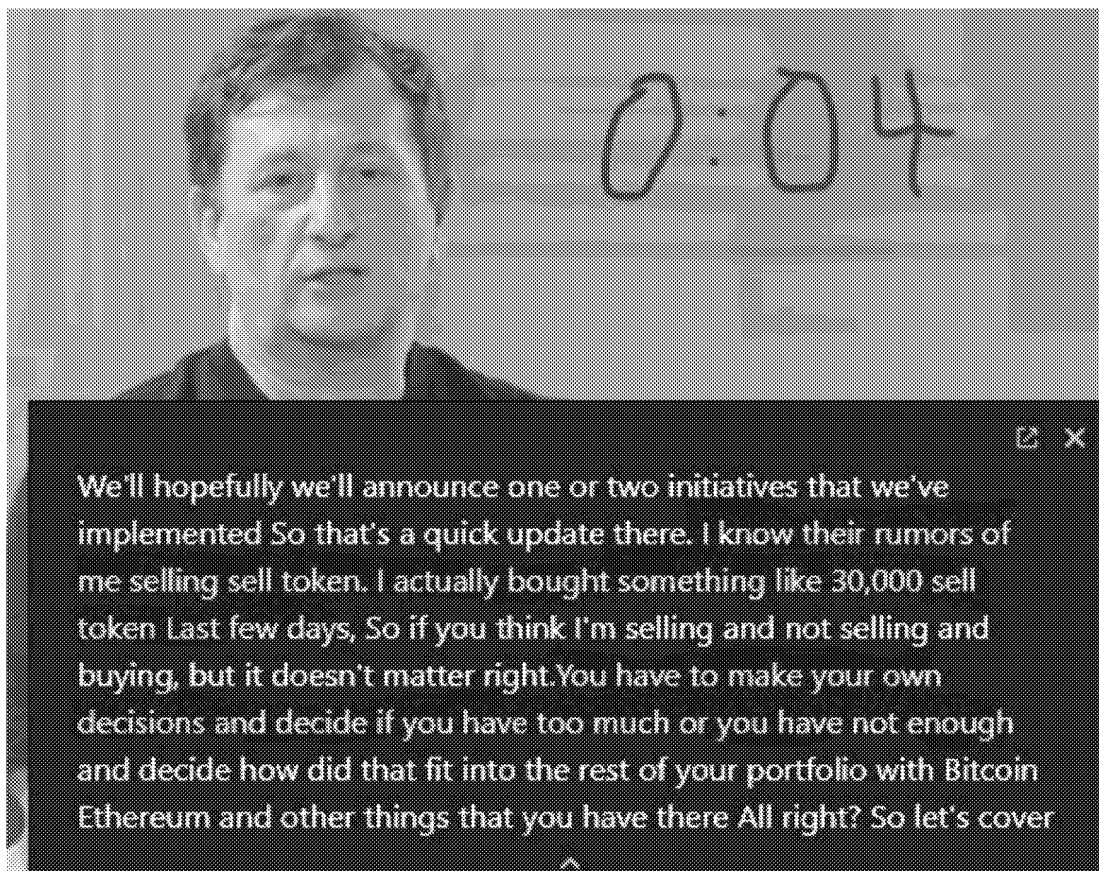 0:04
We'll hopefully we'll announce one or two initiatives that we've
implemented So that's a quick update there. I know their rumors of
me selling sell token. I actually bought something like 30,000 sell
token Last few days, So if you think I'm selling and not selling and
buying, but it doesn't matter right.You have to make your own
decisions and decide if you have too much or you have not enough
and decide how did that fit into the rest of your portfolio with Bitcoin
Ethereum and other things that you have there All right? So let's cover